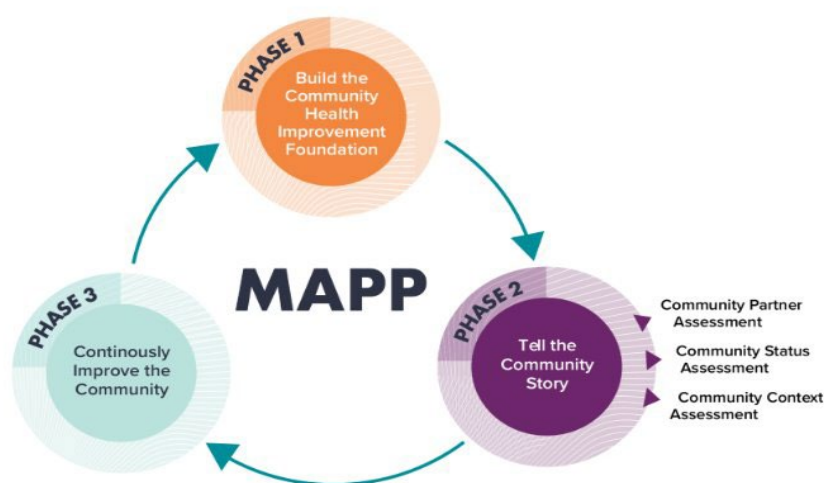 PHASE 1
Build the
Community
Health
Improvement
Foundation
MAPP
PHASE 2
Tell the
Community
Story
Community Partner
Assessment
Community Status
Assessment
Community Context
Assessment
PHASE 3
Continously
Improve the
Community